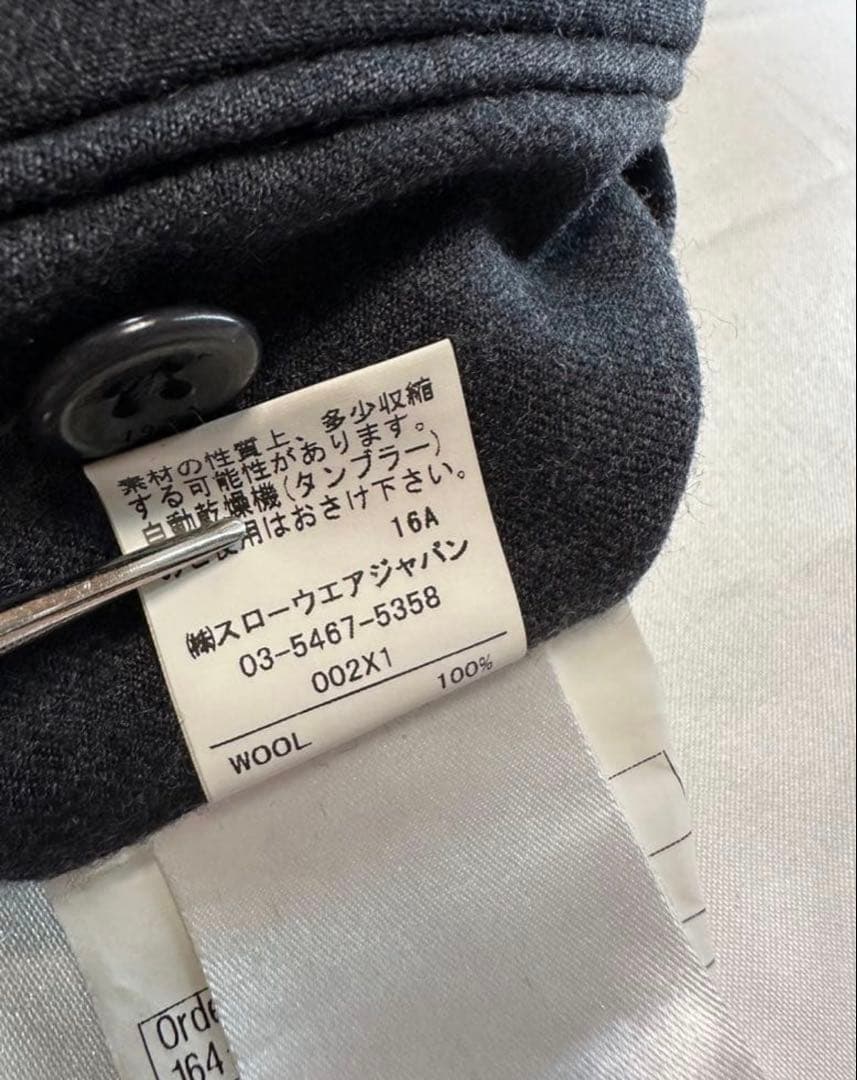 素材の性質上、多少収縮
する可能性があります。
自動乾燥機(タンブラー)
のご使用はおさけ下さい。
16A
㈱スローウエアジャパン
03-5467-5358
002X1
100%
WOOL
Orde
164